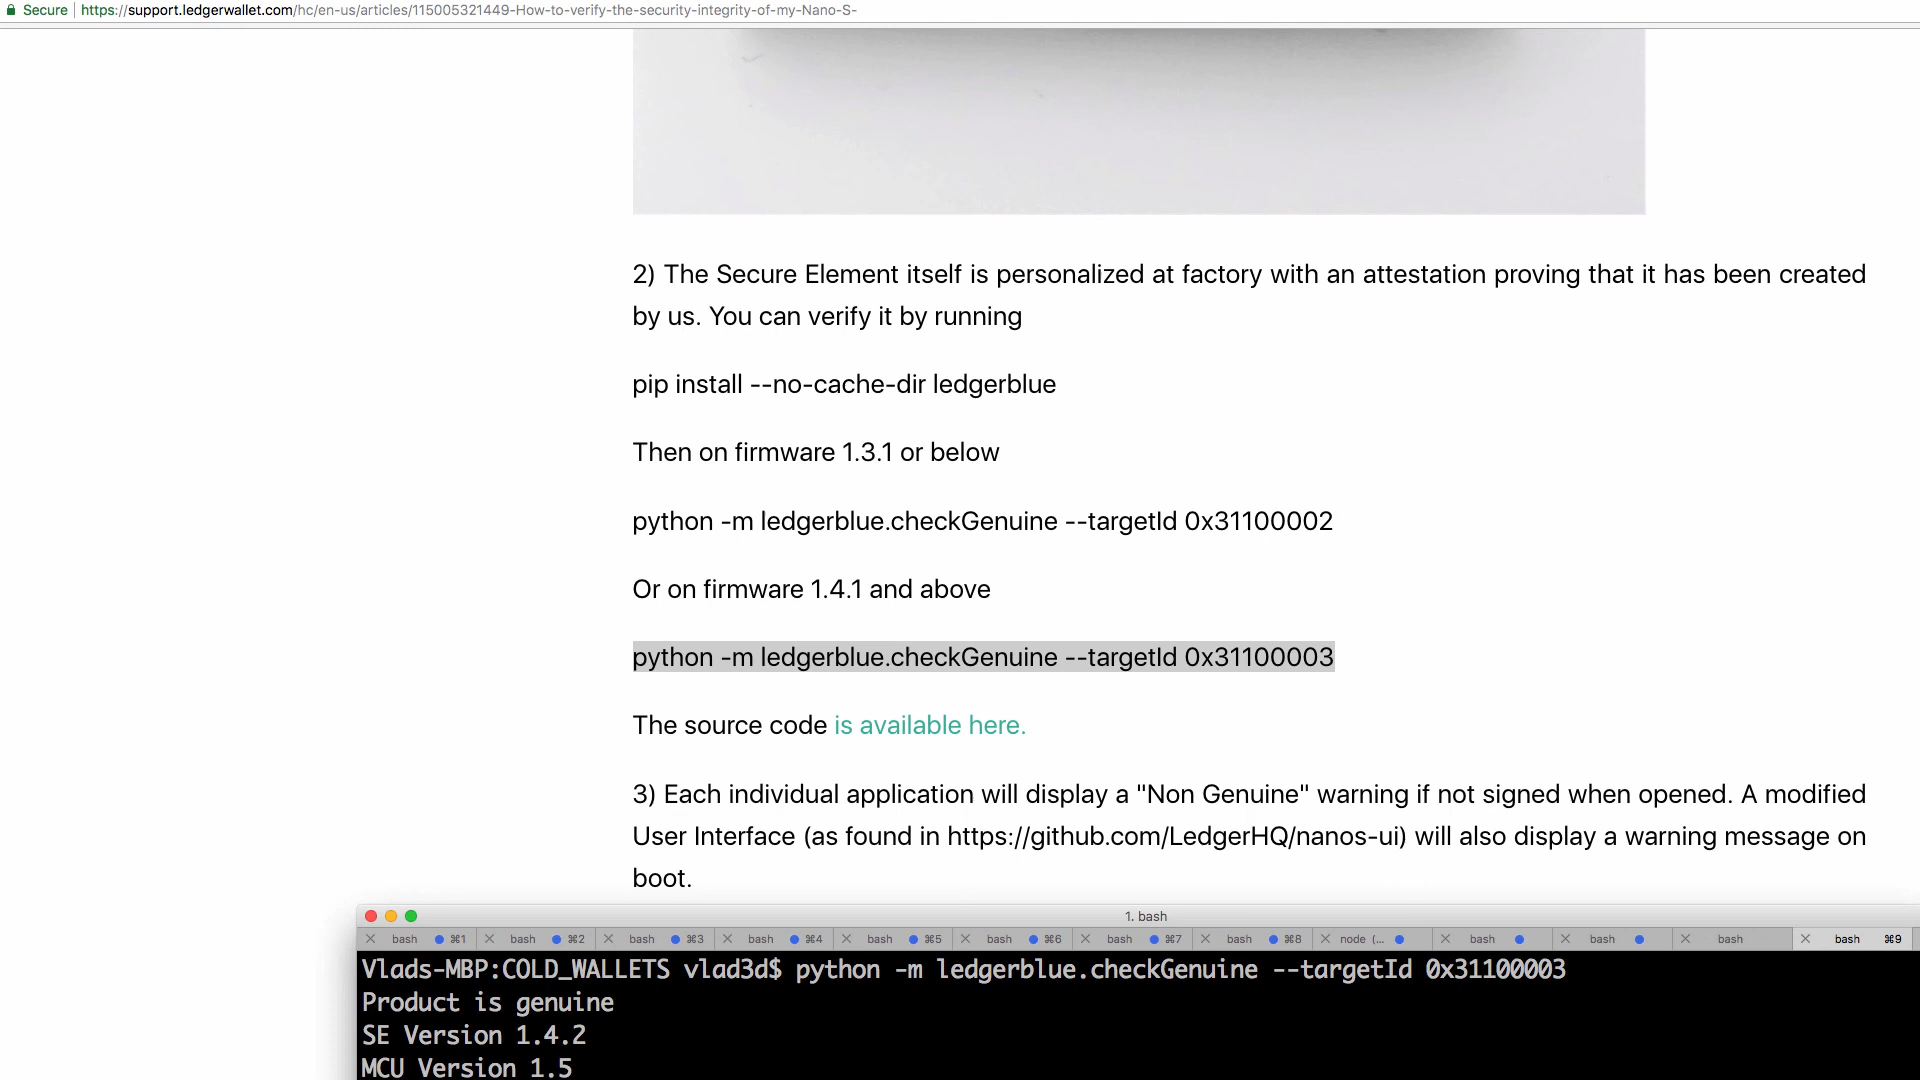 Secure https://support.ledgerwallet.com/hc/en-us/articles/115005321449-How-to-verify-the-security-integrity-of-my-Nano-S-
2) The Secure Element itself is personalized at factory with an attestation proving that it has been created
by us. You can verify it by running
pip install --no-cache-dir ledgerblue
Then on firmware 1.3.1 or below
python -m ledgerblue.checkGenuine --targetId 0x31100002
Or on firmware 1.4.1 and above
python -m ledgerblue.checkGenuine --targetId 0x31100003
The source code is available here.
3) Each individual application will display a "Non Genuine" warning if not signed when opened. A modified
User Interface (as found in https://github.com/LedgerHQ/nanos-ui) will also display a warning message on
boot.
1. bash
bash ⌘1 bash ⌘2 bash ⌘3 bash ⌘4 bash ⌘5 bash ⌘6 bash ⌘7 bash ⌘8 node (... bash bash bash bash ⌘9
Vlads-MBP:COLD_WALLETS vlad3d$ python -m ledgerblue.checkGenuine --targetId 0x31100003
Product is genuine
SE Version 1.4.2
MCU Version 1.5